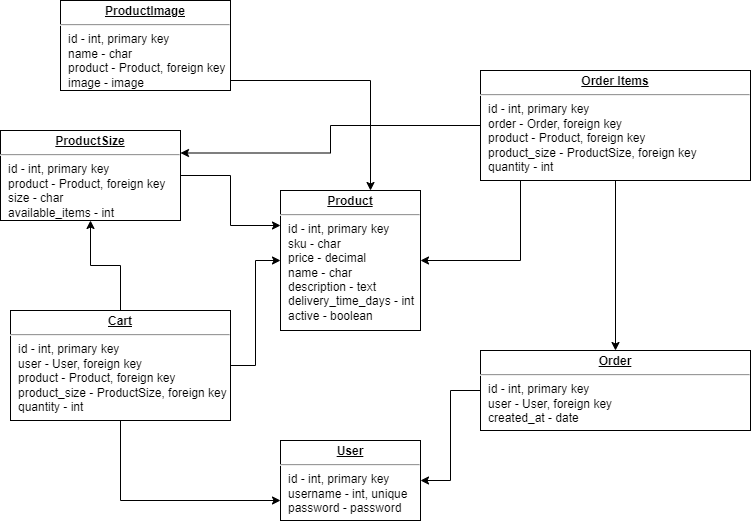 ProductImage
id - int, primary key
name - char
product - Product, foreign key
image - image
Order Items
id - int, primary key
order - Order, foreign key
product - Product, foreign key
product_size - ProductSize, foreign key
quantity - int
ProductSize
id - int, primary key
product - Product, foreign key
size - char
available_items - int
Product
id - int, primary key
sku - char
price - decimal
name - char
description - text
delivery_time_days - int
active - boolean
Cart
id - int, primary key
user - User, foreign key
product - Product, foreign key
product_size - ProductSize, foreign key
quantity - int
Order
id - int, primary key
user - User, foreign key
created_at - date
User
id - int, primary key
username - int, unique
password - password